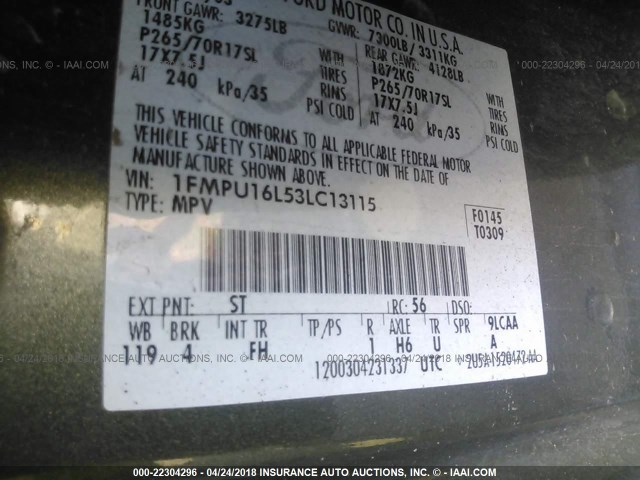 FORD MOTOR CO. IN U.S.A.
FRONT GAWR: 3275LB
1485KG
P265/70R17SL
17X7.5J
AT 240 kPa/35
WITH
TIRES
RIMS
PSI COLD
GVWR: 7300LB/ 3311KG
REAR GAWR: 4128LB
1872KG
P265/70R17SL
17X7.5J
AT 240 kPa/35
WITH
TIRES
RIMS
PSI COLD
THIS VEHICLE CONFORMS TO ALL APPLICABLE FEDERAL MOTOR
VEHICLE SAFETY STANDARDS IN EFFECT ON THE DATE OF
MANUFACTURE SHOWN ABOVE.
VIN: 1FMPU16L53LC13115
TYPE: MPV
F0145
T0309
EXT PNT: ST RC: 56 DSO:
WB BRK INT TR TP/PS R AXLE TR SPR 9LCAA
119 4 FH 1 H6 U A
1200304231337 UTC
000-22304296 - 04/24/2018 - INSURANCE AUTO AUCTIONS, INC. - © - IAAI.COM
000-22304296 - 04/24/2018 INSURANCE AUTO AUCTIONS, INC. © - IAAI.COM